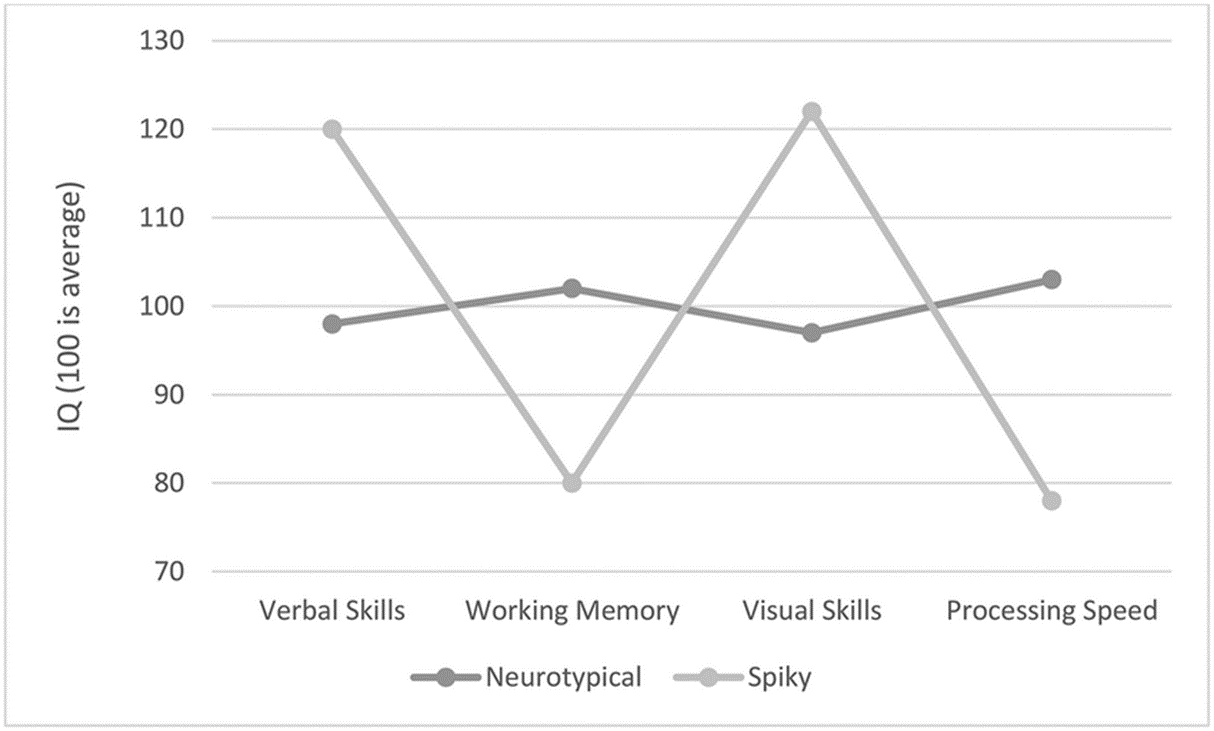 130
120
110
100
90
80
70
IQ (100 is average)
Verbal Skills Working Memory Visual Skills Processing Speed
Neurotypical Spiky